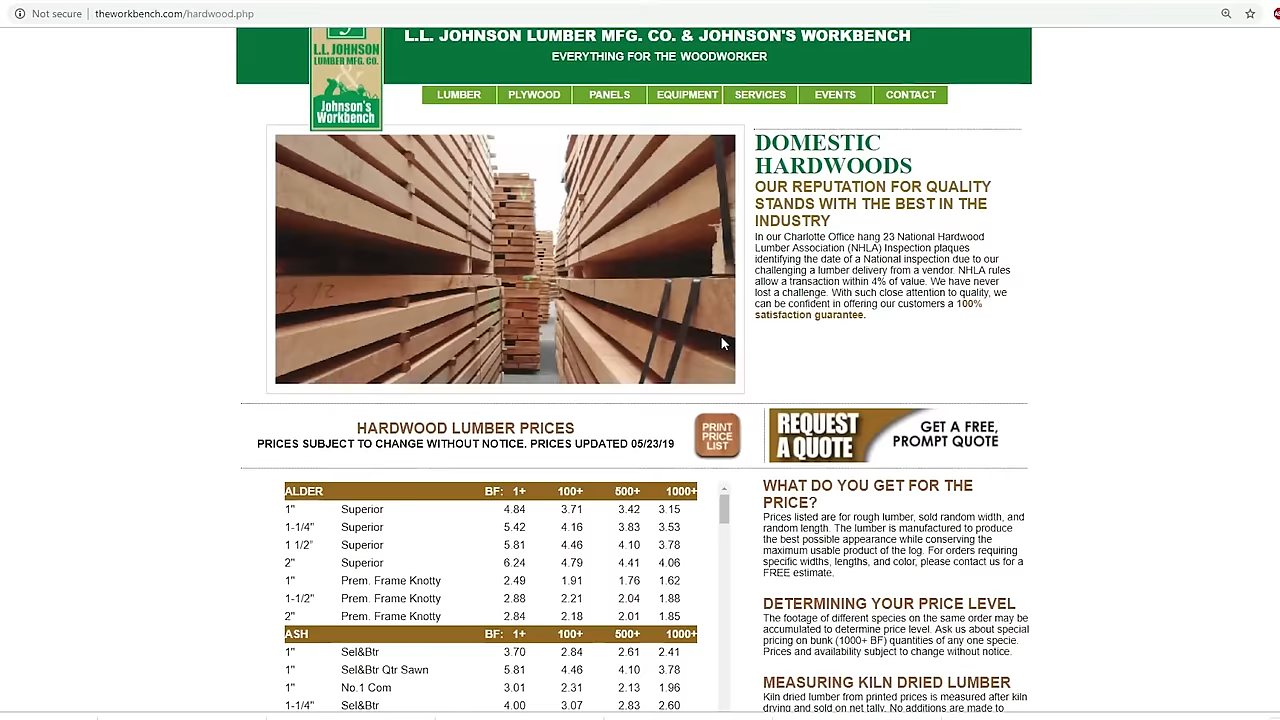 Not secure | theworkbench.com/hardwood.php
L.L. JOHNSON LUMBER MFG. CO. & JOHNSON'S WORKBENCH
EVERYTHING FOR THE WOODWORKER
L.L. JOHNSON
LUMBER MFG. CO.
&
Johnson's
Workbench
LUMBER PLYWOOD PANELS EQUIPMENT SERVICES EVENTS CONTACT
DOMESTIC
HARDWOODS
OUR REPUTATION FOR QUALITY
STANDS WITH THE BEST IN THE
INDUSTRY
In our Charlotte Office hang 23 National Hardwood
Lumber Association (NHLA) Inspection plaques
identifying the date of a National inspection due to our
challenging a lumber delivery from a vendor. NHLA rules
allow a transaction within 4% of value. We have never
lost a challenge. With such close attention to quality, we
can be confident in offering our customers a 100%
satisfaction guarantee.
HARDWOOD LUMBER PRICES
PRICES SUBJECT TO CHANGE WITHOUT NOTICE. PRICES UPDATED 05/23/19
PRINT
PRICE
LIST
REQUEST
A QUOTE
GET A FREE,
PROMPT QUOTE
ALDER BF: 1+ 100+ 500+ 1000+
1" Superior 4.84 3.71 3.42 3.15
1-1/4" Superior 5.42 4.16 3.83 3.53
1 1/2" Superior 5.81 4.46 4.10 3.78
2" Superior 6.24 4.79 4.41 4.06
1" Prem. Frame Knotty 2.49 1.91 1.76 1.62
1-1/2" Prem. Frame Knotty 2.88 2.21 2.04 1.88
2" Prem. Frame Knotty 2.84 2.18 2.01 1.85
ASH BF: 1+ 100+ 500+ 1000+
1" Sel&Btr 3.70 2.84 2.61 2.41
1" Sel&Btr Qtr Sawn 5.81 4.46 4.10 3.78
1" No.1 Com 3.01 2.31 2.13 1.96
1-1/4" Sel&Btr 4.00 3.07 2.83 2.60
WHAT DO YOU GET FOR THE
PRICE?
Prices listed are for rough lumber, sold random width, and
random length. The lumber is manufactured to produce
the best possible appearance while conserving the
maximum usable product of the log. For orders requiring
specific widths, lengths, and color, please contact us for a
FREE estimate.
DETERMINING YOUR PRICE LEVEL
The footage of different species on the same order may be
accumulated to determine price level. Ask us about special
pricing on bunk (1000+ BF) quantities of any one specie.
Prices and availability subject to change without notice.
MEASURING KILN DRIED LUMBER
Kiln dried lumber from printed prices is measured after kiln
drying and sold on net tally. No additions are made to